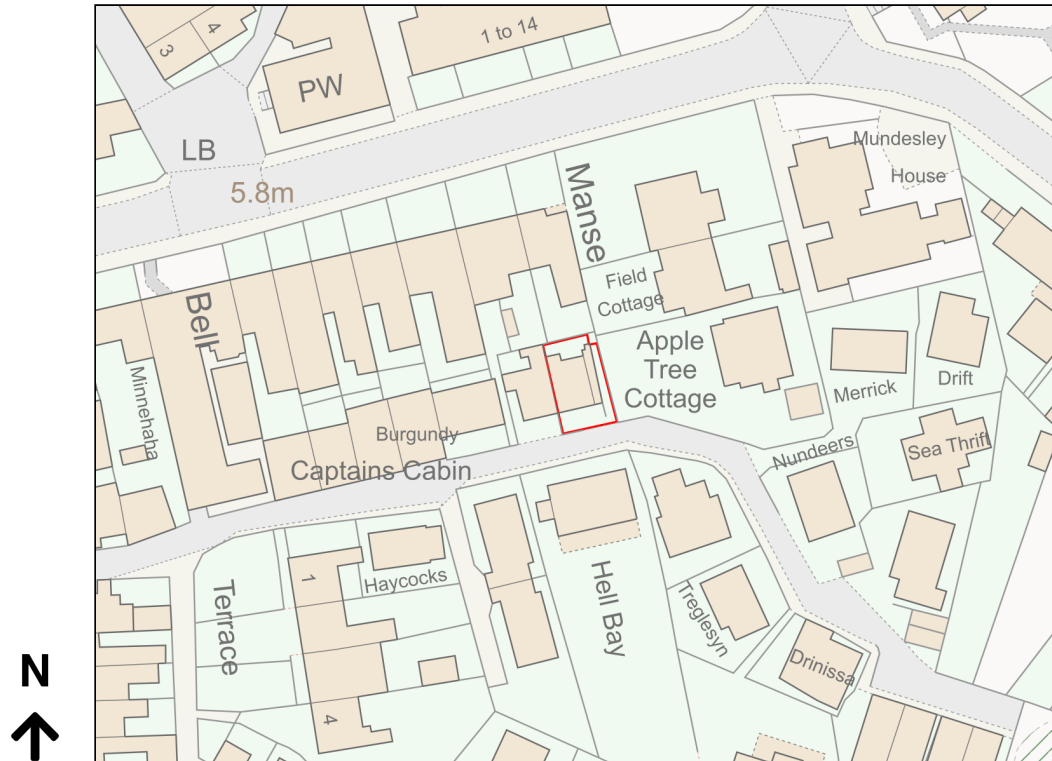 3
4
PW
1 to 14
LB
5.8m
Manse
Mundesley
House
Field
Cottage
Bell
Minnehaha
Apple
Tree
Cottage
Merrick
Drift
Burgundy
Captains Cabin
Nundeers
Sea Thrift
Haycocks
1
Terrace
Hell Bay
Treglesyn
Drinissa
4
N